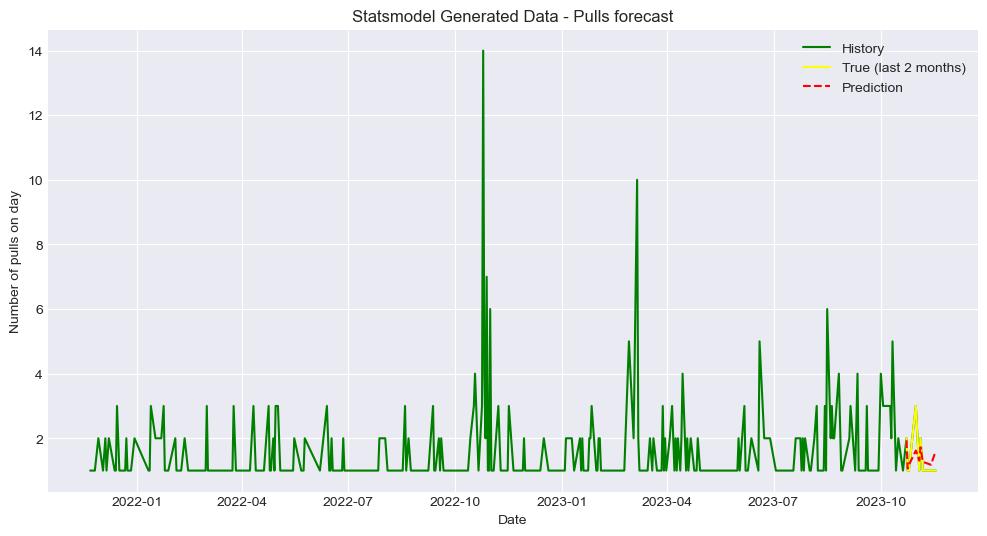 Statsmodel Generated Data - Pulls forecast
History
True (last 2 months)
Prediction
Number of pulls on day
14
12
10
8
6
4
2
2022-01
2022-04
2022-07
2022-10
2023-01
2023-04
2023-07
2023-10
Date